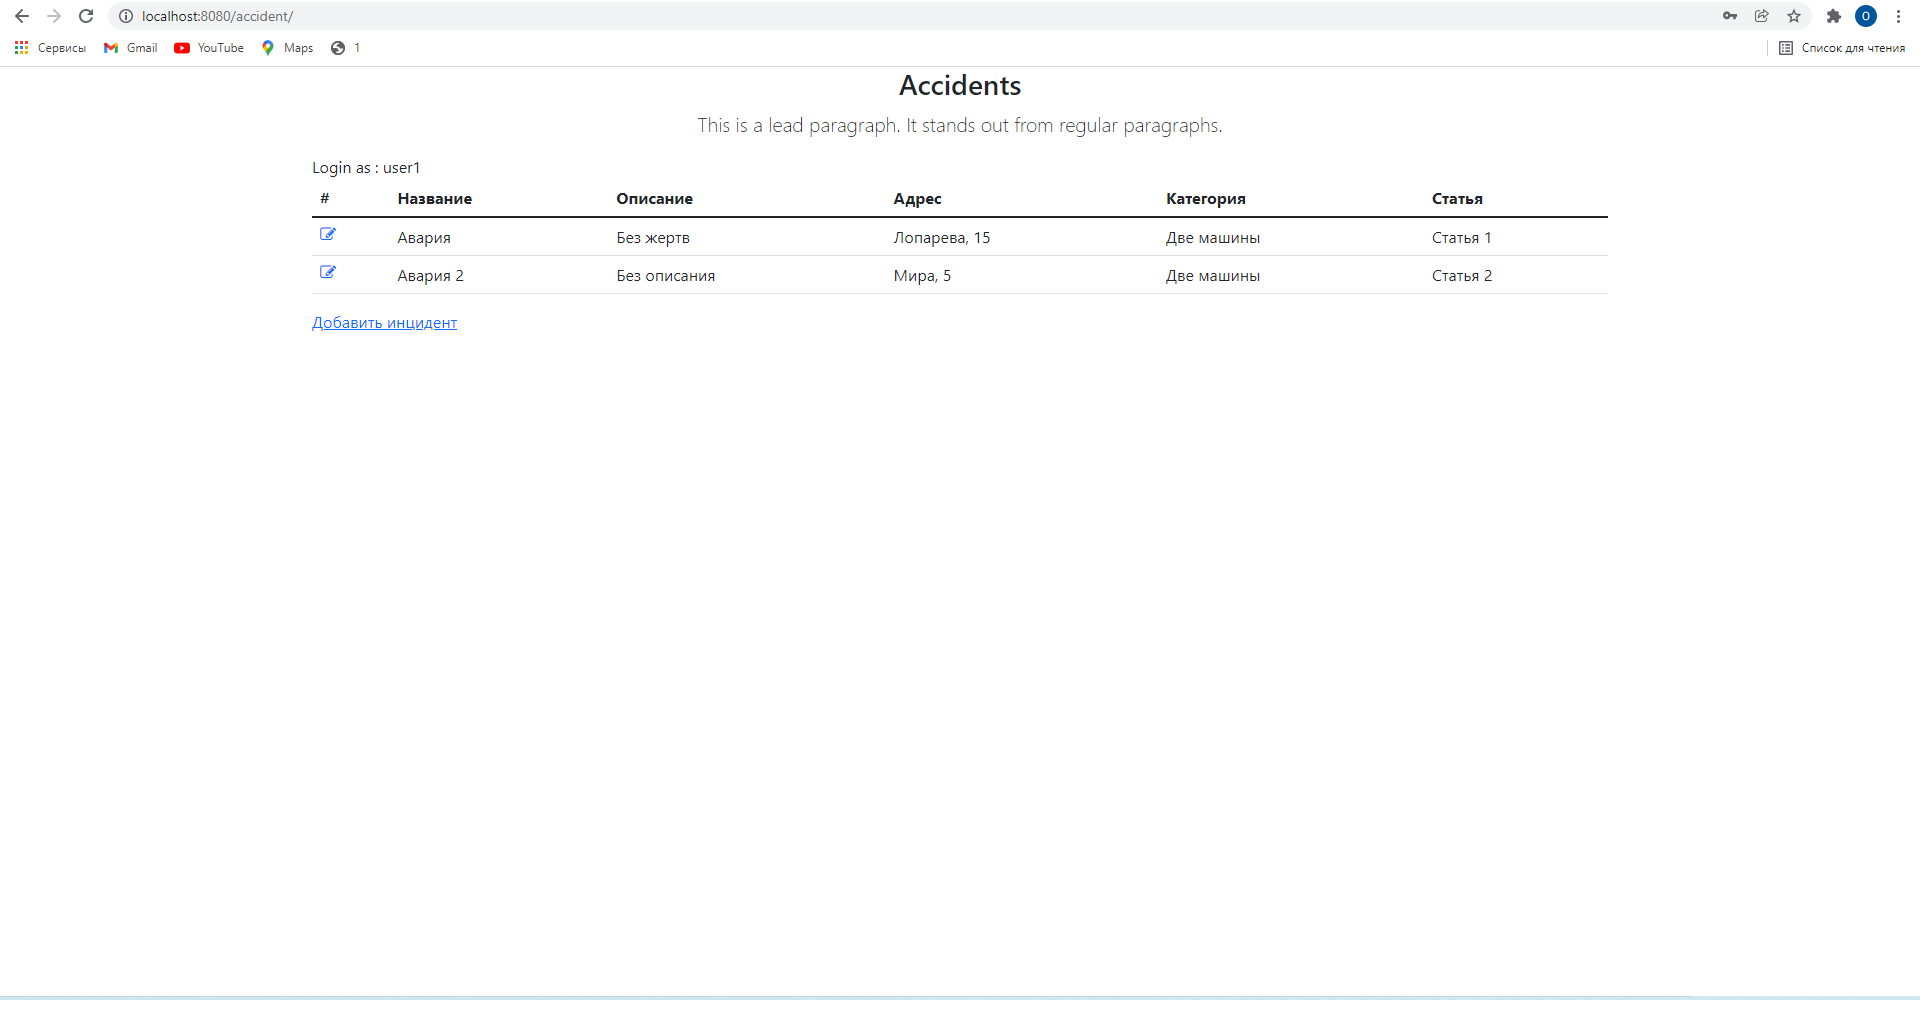 localhost:8080/accident/
O
Сервисы Gmail YouTube Maps 1 Список для чтения
Accidents
This is a lead paragraph. It stands out from regular paragraphs.
Login as : user1
# Название Описание Адрес Категория Статья
Авария Без жертв Лопарева, 15 Две машины Статья 1
Авария 2 Без описания Мира, 5 Две машины Статья 2
Добавить инцидент